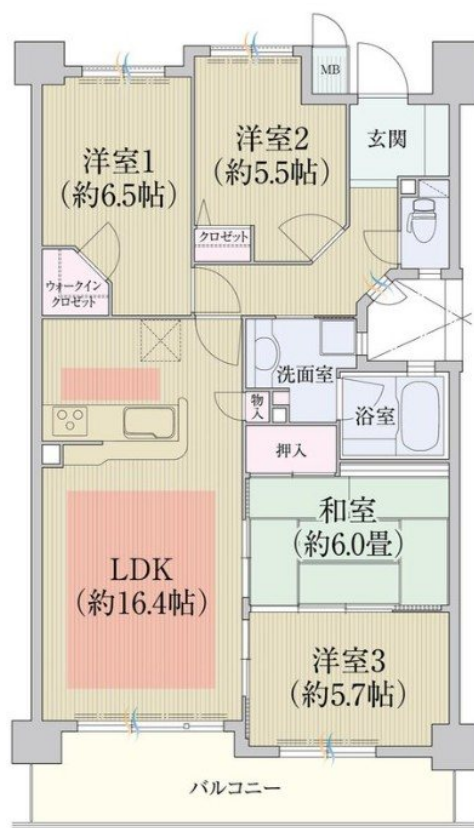 MB
玄関
洋室1
（約6.5帖）
洋室2
（約5.5帖）
クロゼット
ウォークイン
クロゼット
洗面室
物入
浴室
押入
和室
（約6.0畳）
LDK
（約16.4帖）
洋室3
（約5.7帖）
バルコニー